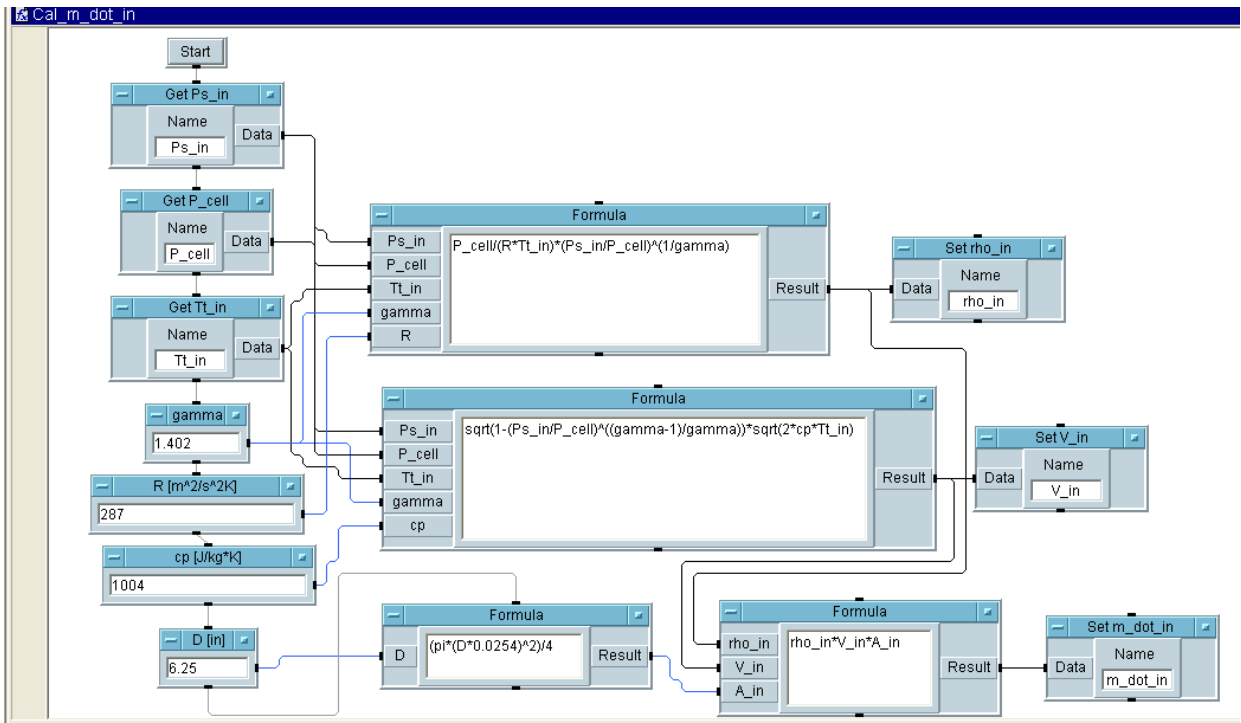 Cal_m_dot_in
Start
Get Ps_in
Name
Ps_in
Data
Get P_cell
Name
P_cell
Data
Get Tt_in
Name
Tt_in
Data
gamma
1.402
R [m^2/s^2K]
287
cp [J/kg*K]
1004
D [in]
6.25
Formula
Ps_in
P_cell
Tt_in
gamma
R
P_cell/(R*Tt_in)*(Ps_in/P_cell)^(1/gamma)
Result
Set rho_in
Name
Data
rho_in
Formula
Ps_in
P_cell
Tt_in
gamma
cp
sqrt(1-(Ps_in/P_cell)^((gamma-1)/gamma))*sqrt(2*cp*Tt_in)
Result
Set V_in
Name
Data
V_in
Formula
D
(pi*(D*0.0254)^2)/4
Result
Formula
rho_in
V_in
A_in
rho_in*V_in*A_in
Result
Set m_dot_in
Name
Data
m_dot_in